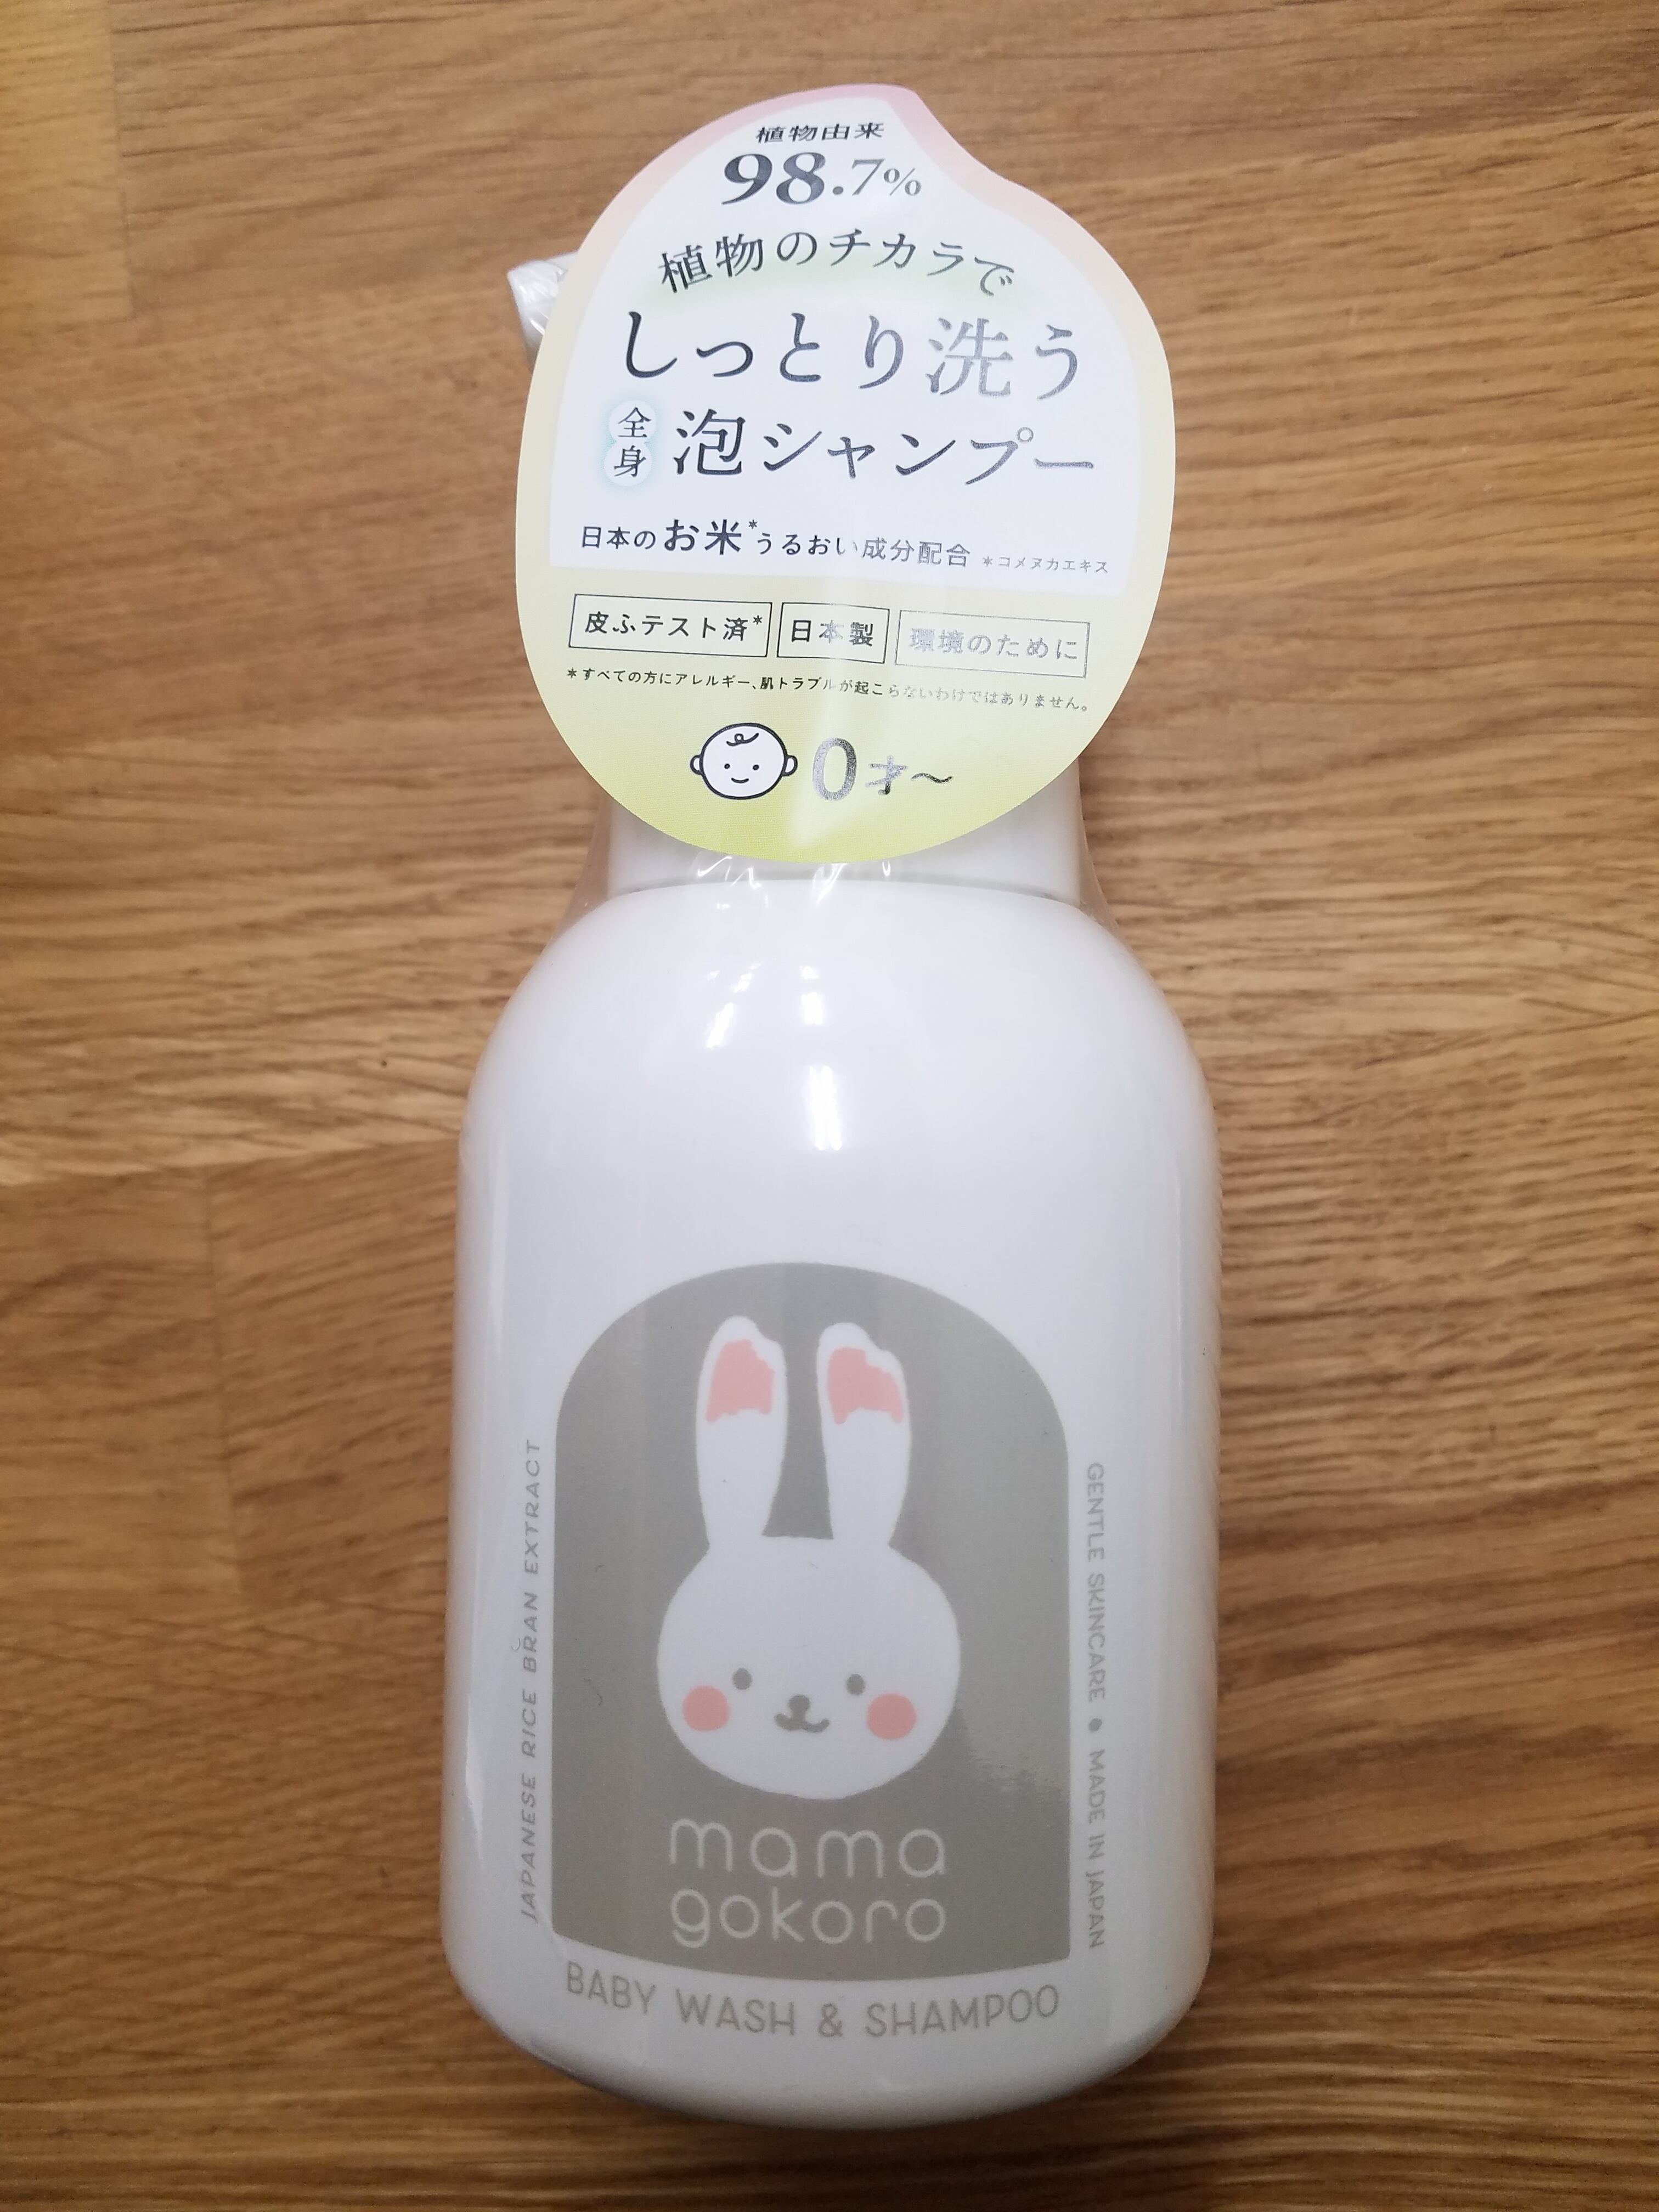 植物由来
98.7%
植物のチカラで
しっとり洗う
全身 泡シャンプー
日本のお米*うるおい成分配合 *コメヌカエキス
皮ふテスト済* 日本製 環境のために
*すべての方にアレルギー、肌トラブルが起こらないわけではありません。
0才〜
JAPANESE RICE BRAN EXTRACT
GENTLE SKINCARE ● MADE IN JAPAN
mama
gokoro
BABY WASH & SHAMPOO